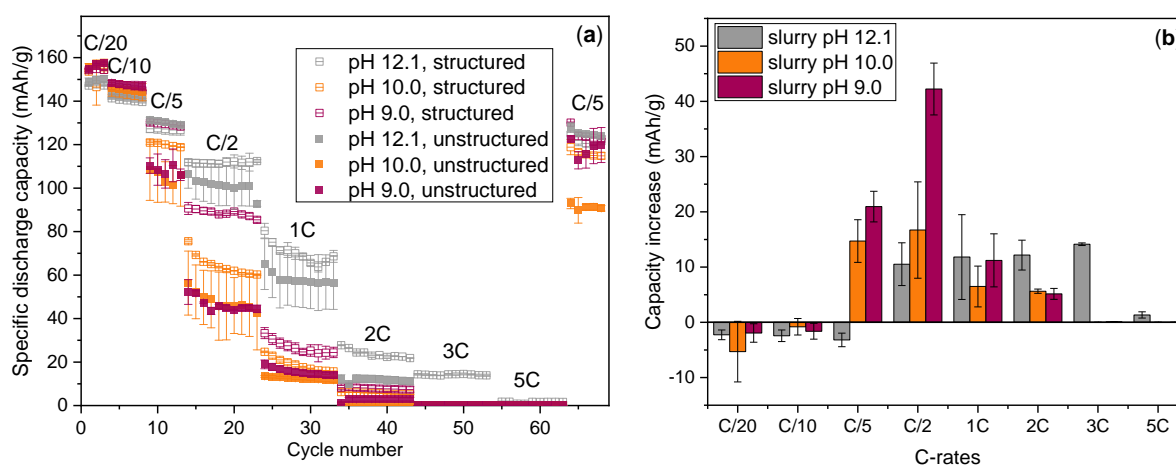 (a)
C/20
C/10
C/5
C/2
1C
2C
3C
5C
C/5
pH 12.1, structured
pH 10.0, structured
pH 9.0, structured
pH 12.1, unstructured
pH 10.0, unstructured
pH 9.0, unstructured
Specific discharge capacity (mAh/g)
160
140
120
100
80
60
40
20
0
0 10 20 30 40 50 60
Cycle number
(b)
slurry pH 12.1
slurry pH 10.0
slurry pH 9.0
Capacity increase (mAh/g)
50
40
30
20
10
0
-10
C/20 C/10 C/5 C/2 1C 2C 3C 5C
C-rates